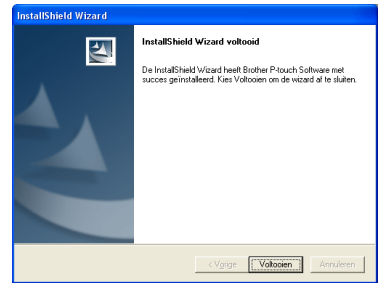 InstallShield Wizard
InstallShield Wizard voltooid
De InstallShield Wizard heeft Brother P-touch Software met
succes geïnstalleerd. Kies Voltooien om de wizard af te sluiten.
< Vorige
Voltooien
Annuleren